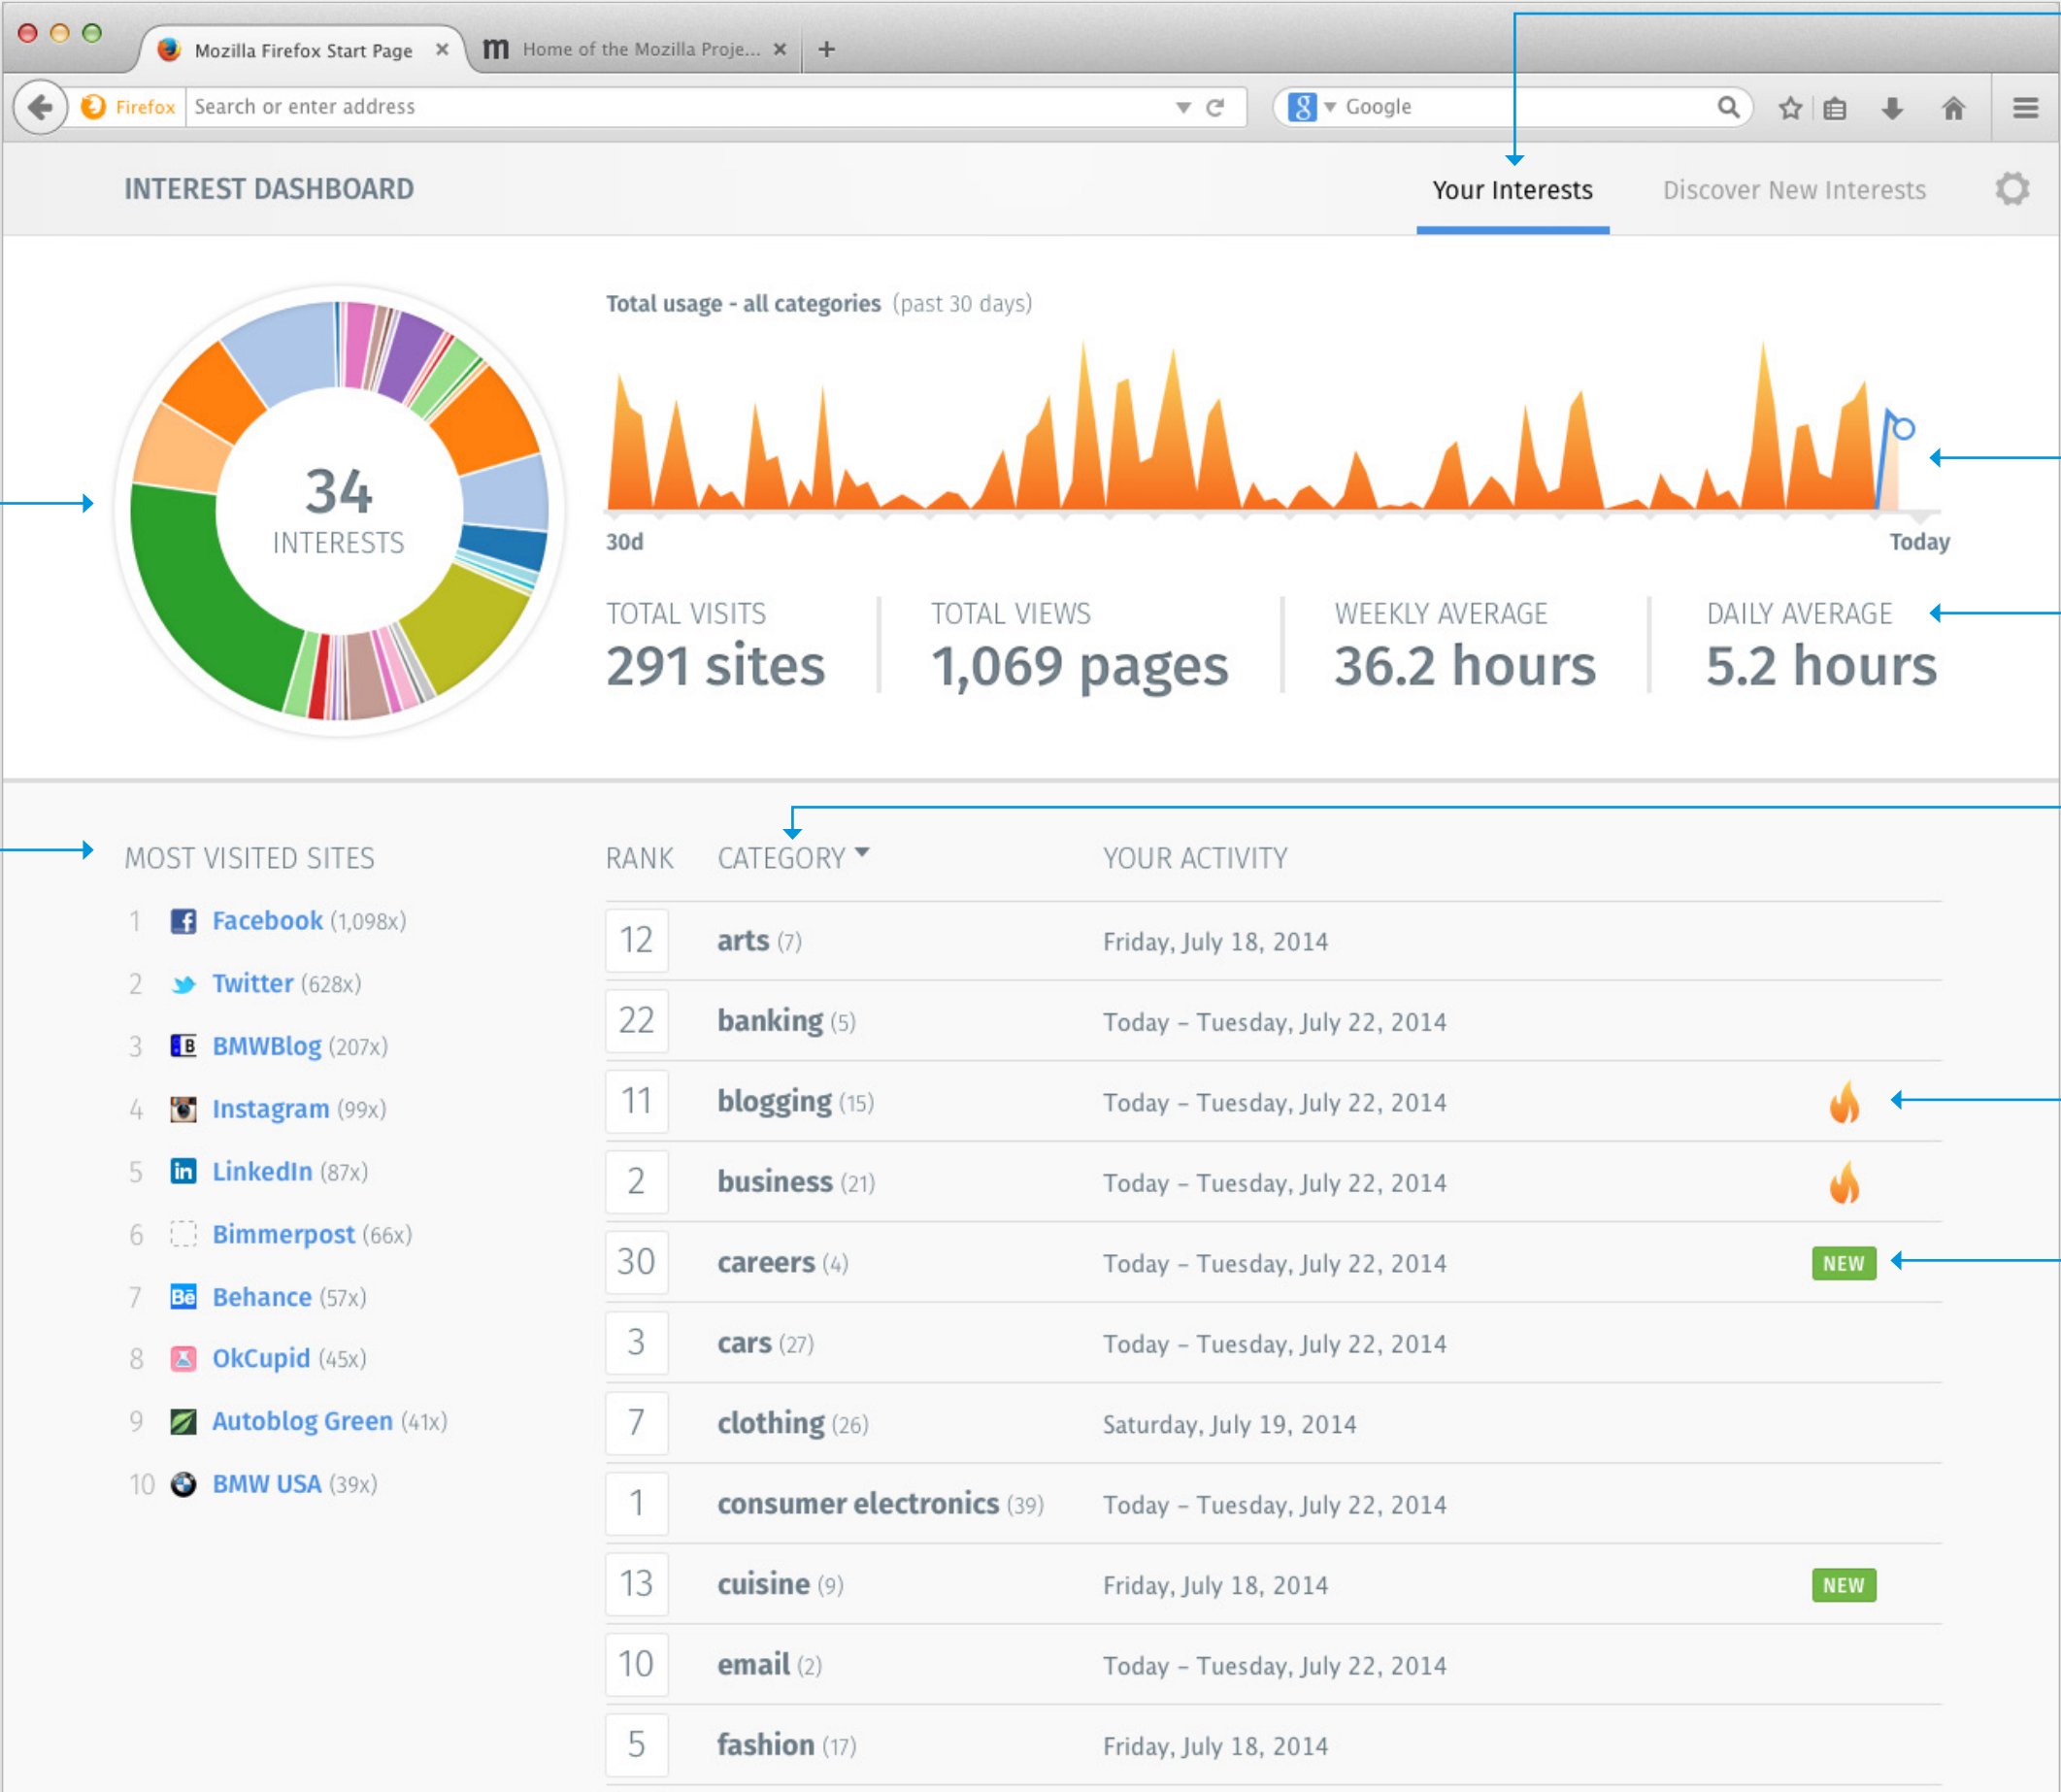 Mozilla Firefox Start Page
m Home of the Mozilla Proje...
Firefox Search or enter address
g Google
INTEREST DASHBOARD
Your Interests
Discover New Interests
34
INTERESTS
Total usage - all categories (past 30 days)
30d
Today
TOTAL VISITS
291 sites
TOTAL VIEWS
1,069 pages
WEEKLY AVERAGE
36.2 hours
DAILY AVERAGE
5.2 hours
MOST VISITED SITES
1 f Facebook (1,098x)
2 Twitter (628x)
3 B BMWBlog (207x)
4 Instagram (99x)
5 in LinkedIn (87x)
6 Bimmerpost (66x)
7 Bē Behance (57x)
8 OkCupid (45x)
9 Autoblog Green (41x)
10 BMW USA (39x)
RANK CATEGORY YOUR ACTIVITY
12 arts (7) Friday, July 18, 2014
22 banking (5) Today – Tuesday, July 22, 2014
11 blogging (15) Today – Tuesday, July 22, 2014
2 business (21) Today – Tuesday, July 22, 2014
30 careers (4) Today – Tuesday, July 22, 2014 NEW
3 cars (27) Today – Tuesday, July 22, 2014
7 clothing (26) Saturday, July 19, 2014
1 consumer electronics (39) Today – Tuesday, July 22, 2014
13 cuisine (9) Friday, July 18, 2014 NEW
10 email (2) Today – Tuesday, July 22, 2014
5 fashion (17) Friday, July 18, 2014